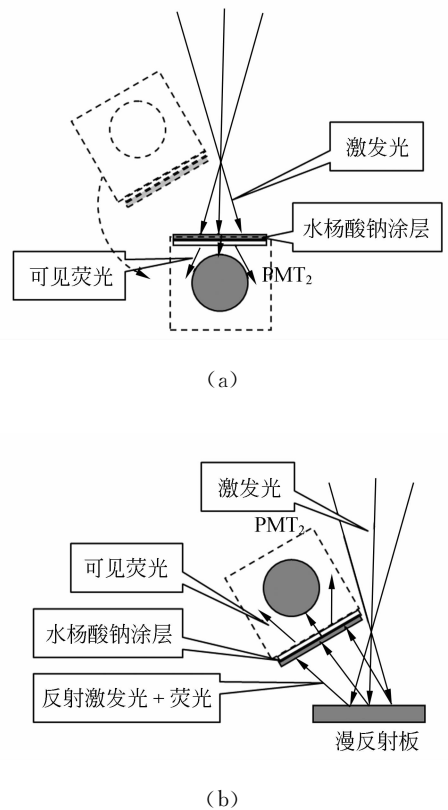 激发光
水杨酸钠涂层
可见荧光
PMT₂
(a)
激发光
PMT₂
可见荧光
水杨酸钠涂层
反射激发光+荧光
漫反射板
(b)